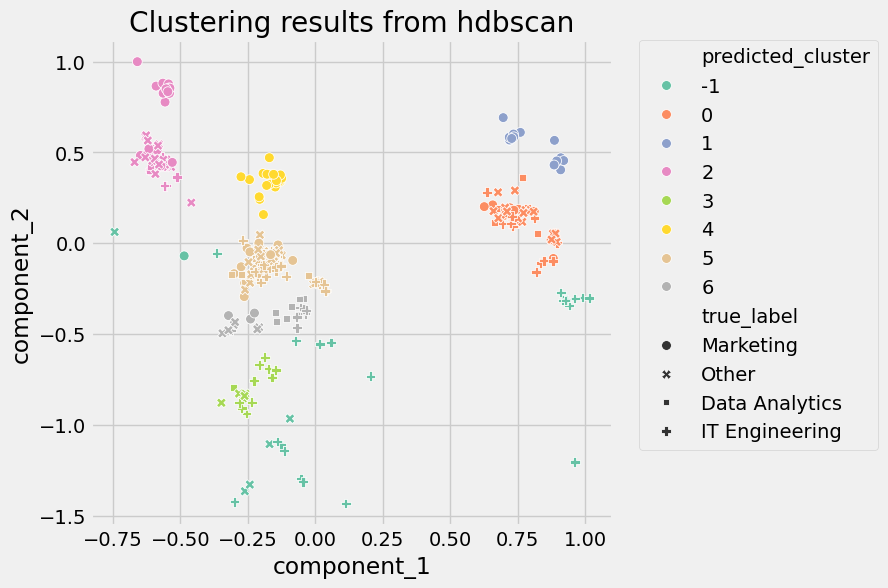 Clustering results from hdbscan
component_2
1.0
0.5
0.0
−0.5
−1.0
−1.5
−0.75 −0.50 −0.25 0.00 0.25 0.50 0.75 1.00
component_1
predicted_cluster
-1
0
1
2
3
4
5
6
true_label
Marketing
Other
Data Analytics
IT Engineering